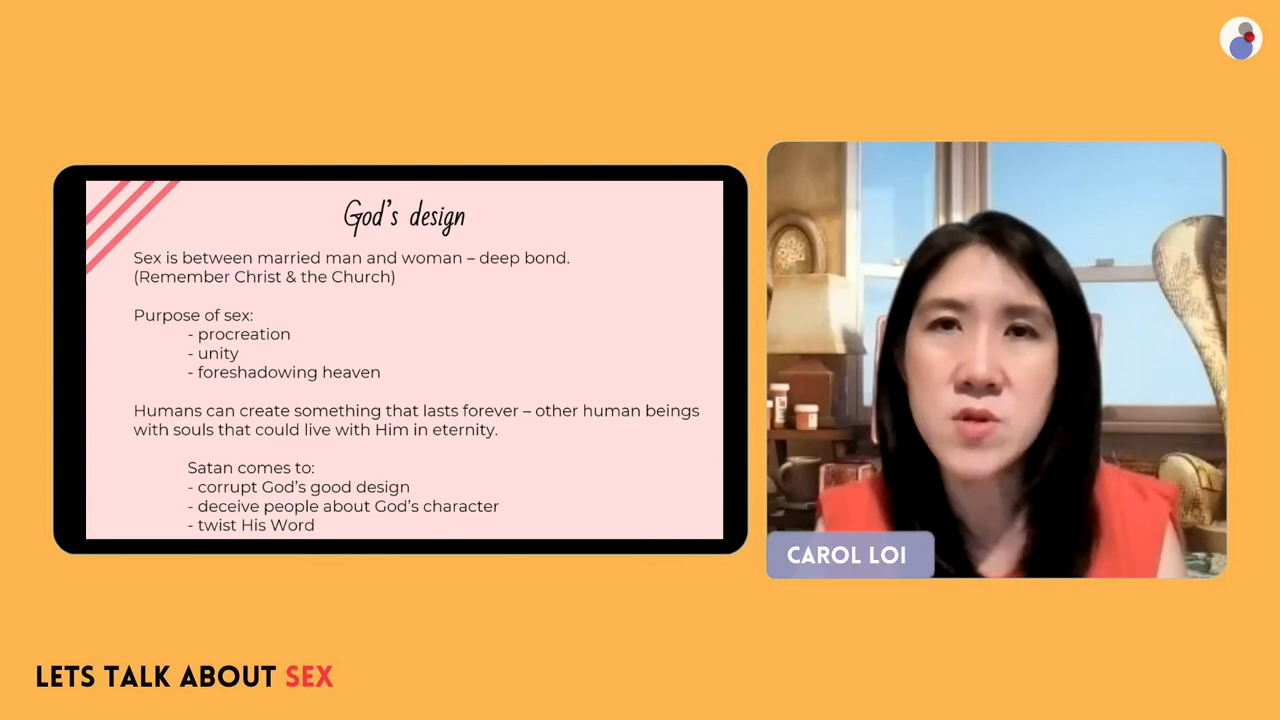 God's design
Sex is between married man and woman – deep bond.
(Remember Christ & the Church)
Purpose of sex:
- procreation
- unity
- foreshadowing heaven
Humans can create something that lasts forever – other human beings
with souls that could live with Him in eternity.
Satan comes to:
- corrupt God's good design
- deceive people about God's character
- twist His Word
CAROL LOI
LETS TALK ABOUT SEX